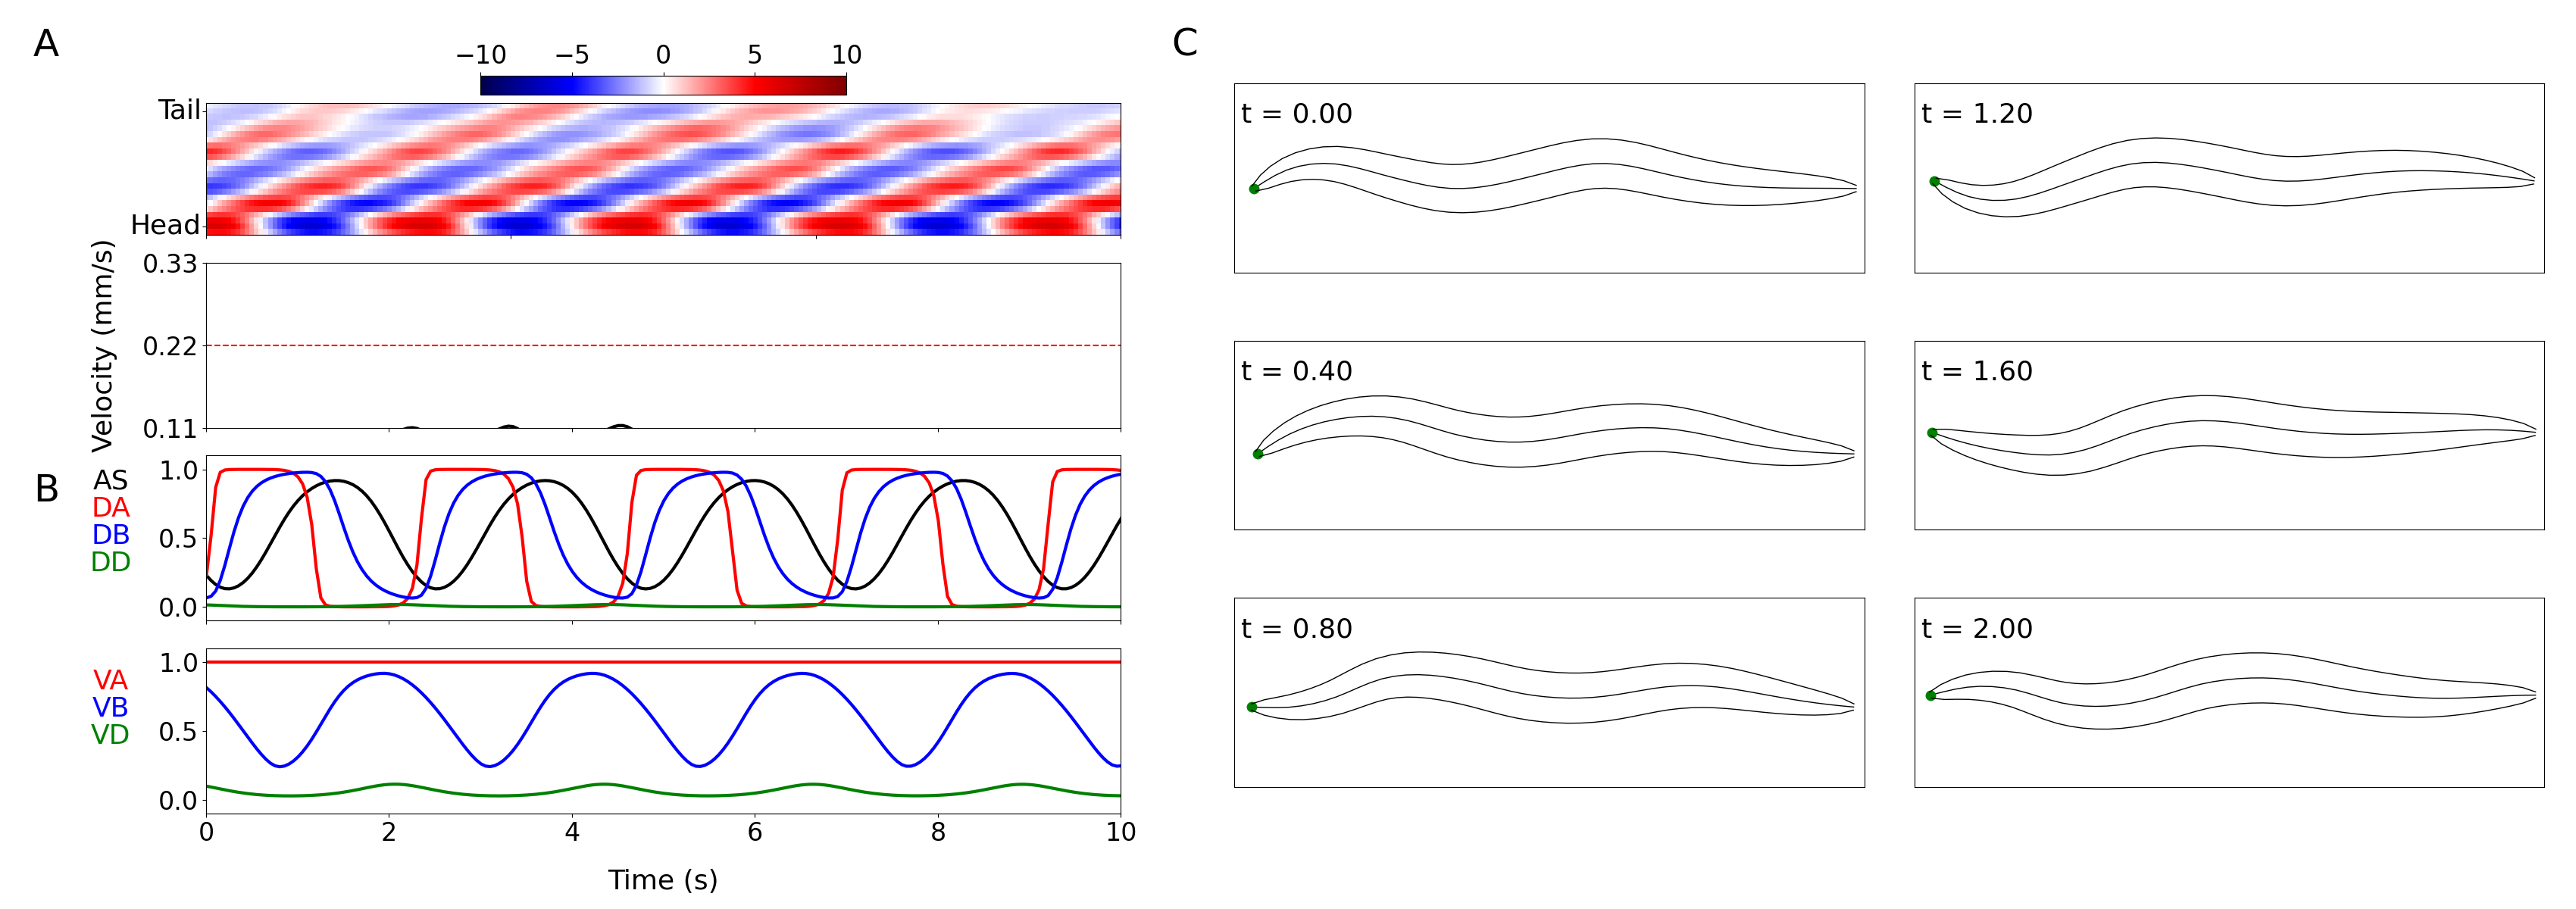 A
−10 −5 0 5 10
Tail
Head
Velocity (mm/s)
0.33
0.22
0.11
B
AS
DA
DB
DD
1.0
0.5
0.0
VA
VB
VD
1.0
0.5
0.0
0 2 4 6 8 10
Time (s)
C
t = 0.00
t = 1.20
t = 0.40
t = 1.60
t = 0.80
t = 2.00